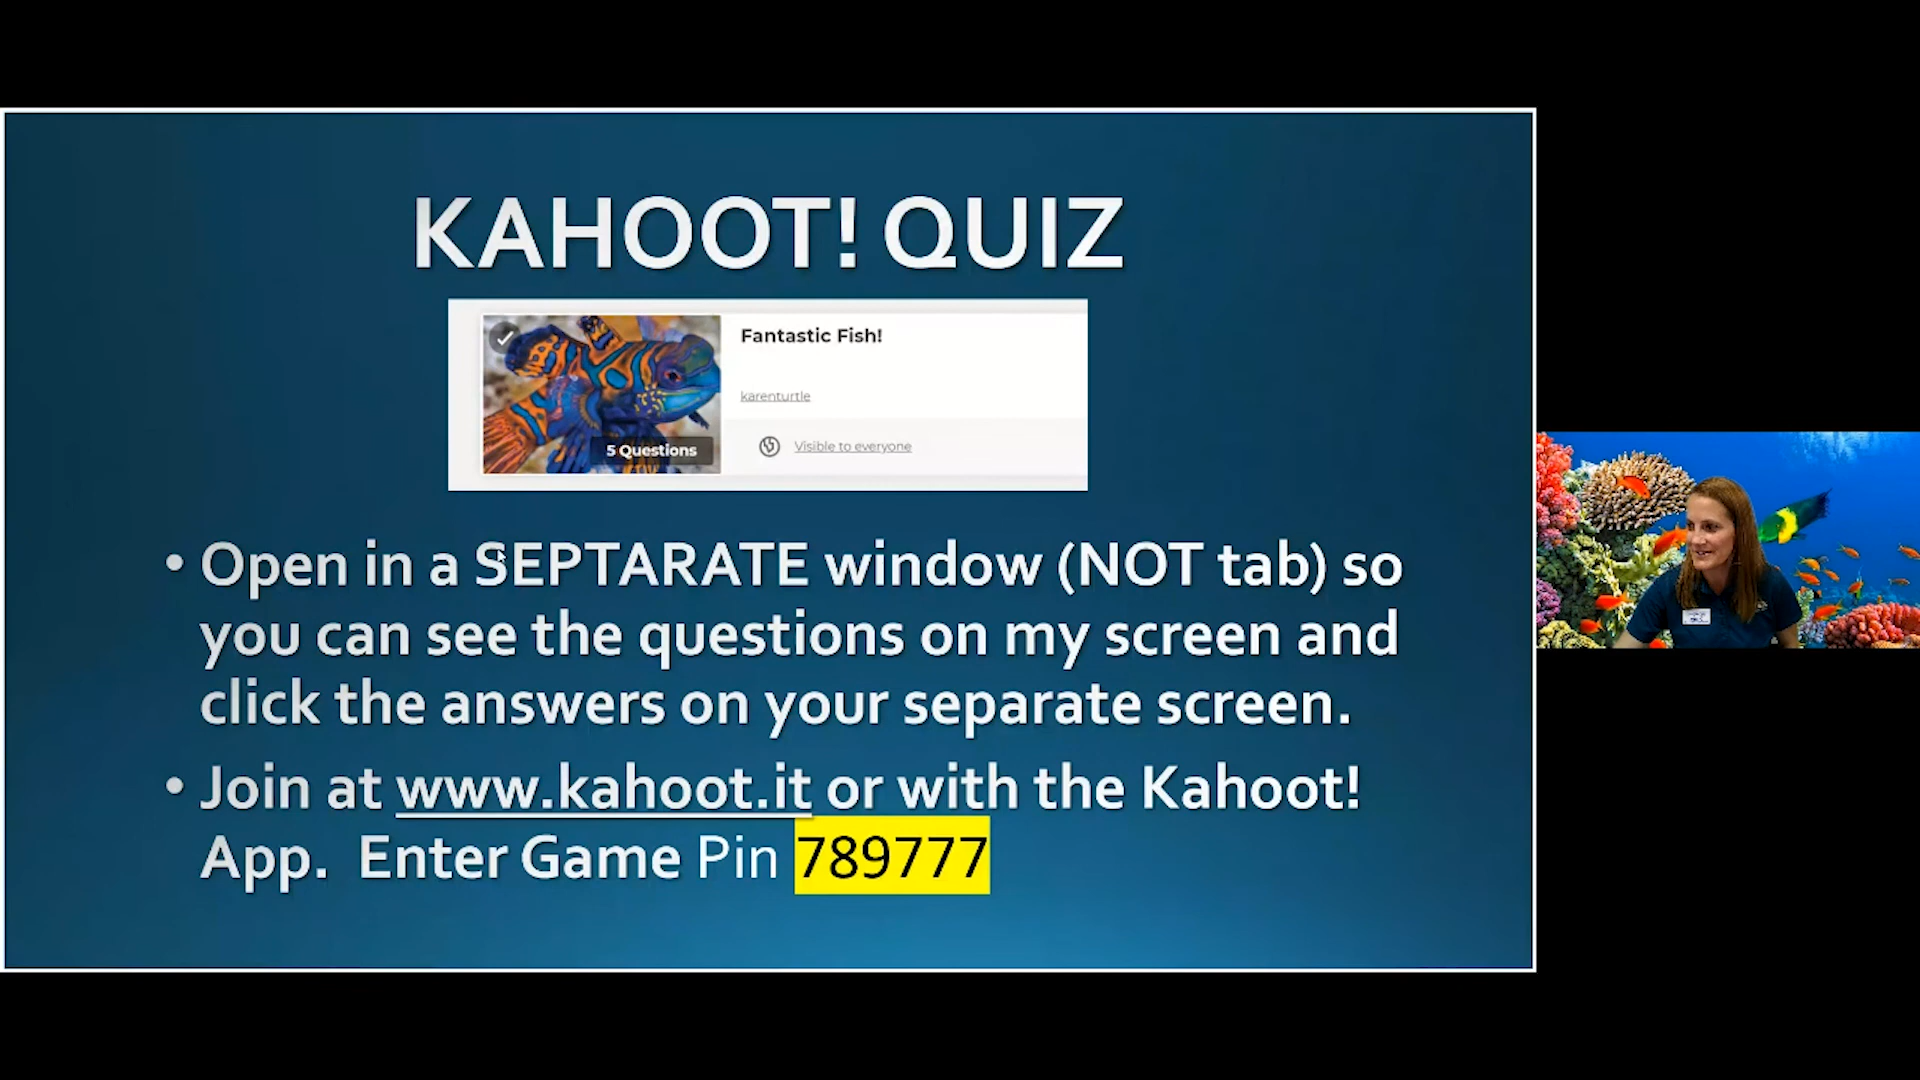 KAHOOT! QUIZ
Fantastic Fish!
karenturtle
5 Questions
Visible to everyone
• Open in a SEPTARATE window (NOT tab) so
you can see the questions on my screen and
click the answers on your separate screen.
• Join at www.kahoot.it or with the Kahoot!
App. Enter Game Pin 789777